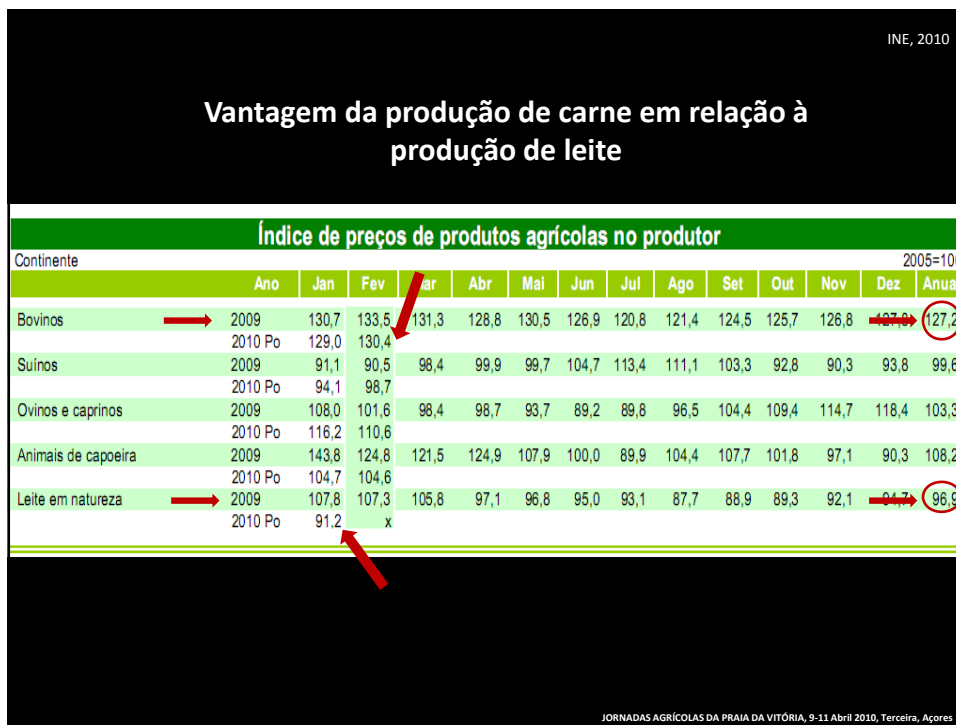 INE, 2010
Vantagem da produção de carne em relação à
produção de leite
Índice de preços de produtos agrícolas no produtor
Continente 2005=100
Ano Jan Fev Mar Abr Mai Jun Jul Ago Set Out Nov Dez Anual
Bovinos 2009 130,7 133,5 131,3 128,8 130,5 126,9 120,8 121,4 124,5 125,7 126,8 127,2
2010 Po 129,0 130,4
Suínos 2009 91,1 90,5 98,4 99,9 99,7 104,7 113,4 111,1 103,3 92,8 90,3 93,8 99,6
2010 Po 94,1 98,7
Ovinos e caprinos 2009 108,0 101,6 98,4 98,7 93,7 89,2 89,8 96,5 104,4 109,4 114,7 118,4 103,3
2010 Po 116,2 110,6
Animais de capoeira 2009 143,8 124,8 121,5 124,9 107,9 100,0 89,9 104,4 107,7 101,8 97,1 90,3 108,2
2010 Po 104,7 104,6
Leite em natureza 2009 107,8 107,3 105,8 97,1 96,8 95,0 93,1 87,7 88,9 89,3 92,1 94,7 96,9
2010 Po 91,2 x
JORNADAS AGRÍCOLAS DA PRAIA DA VITÓRIA, 9-11 Abril 2010, Terceira, Açores